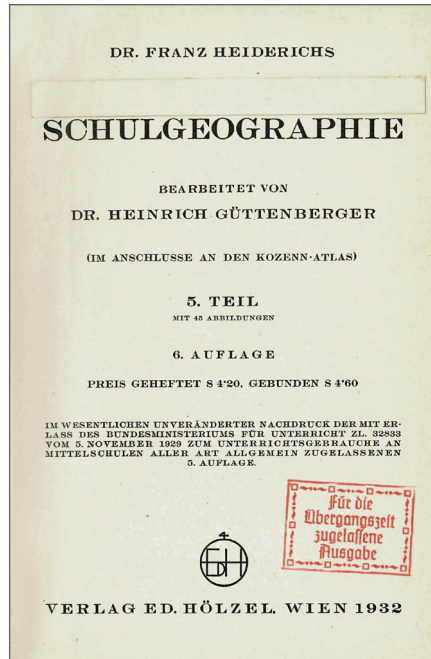 DR. FRANZ HEIDERICHS
SCHULGEOGRAPHIE
BEARBEITET VON
DR. HEINRICH GÜTTENBERGER
(IM ANSCHLUSSE AN DEN KOZENN-ATLAS)
5. TEIL
MIT 45 ABBILDUNGEN
6. AUFLAGE
PREIS GEHEFTET S 4'20, GEBUNDEN S 4'60
IM WESENTLICHEN UNVERÄNDERTER NACHDRUCK DER MIT ER-
LASS DES BUNDESMINISTERIUMS FÜR UNTERRICHT ZL. 32833
VOM 5. NOVEMBER 1929 ZUM UNTERRICHTSGEBRAUCHE AN
MITTELSCHULEN ALLER ART ALLGEMEIN ZUGELASSENEN
5. AUFLAGE.
Für die
Übergangszeit
zugelassene
Ausgabe
EDH
VERLAG ED. HÖLZEL, WIEN 1932